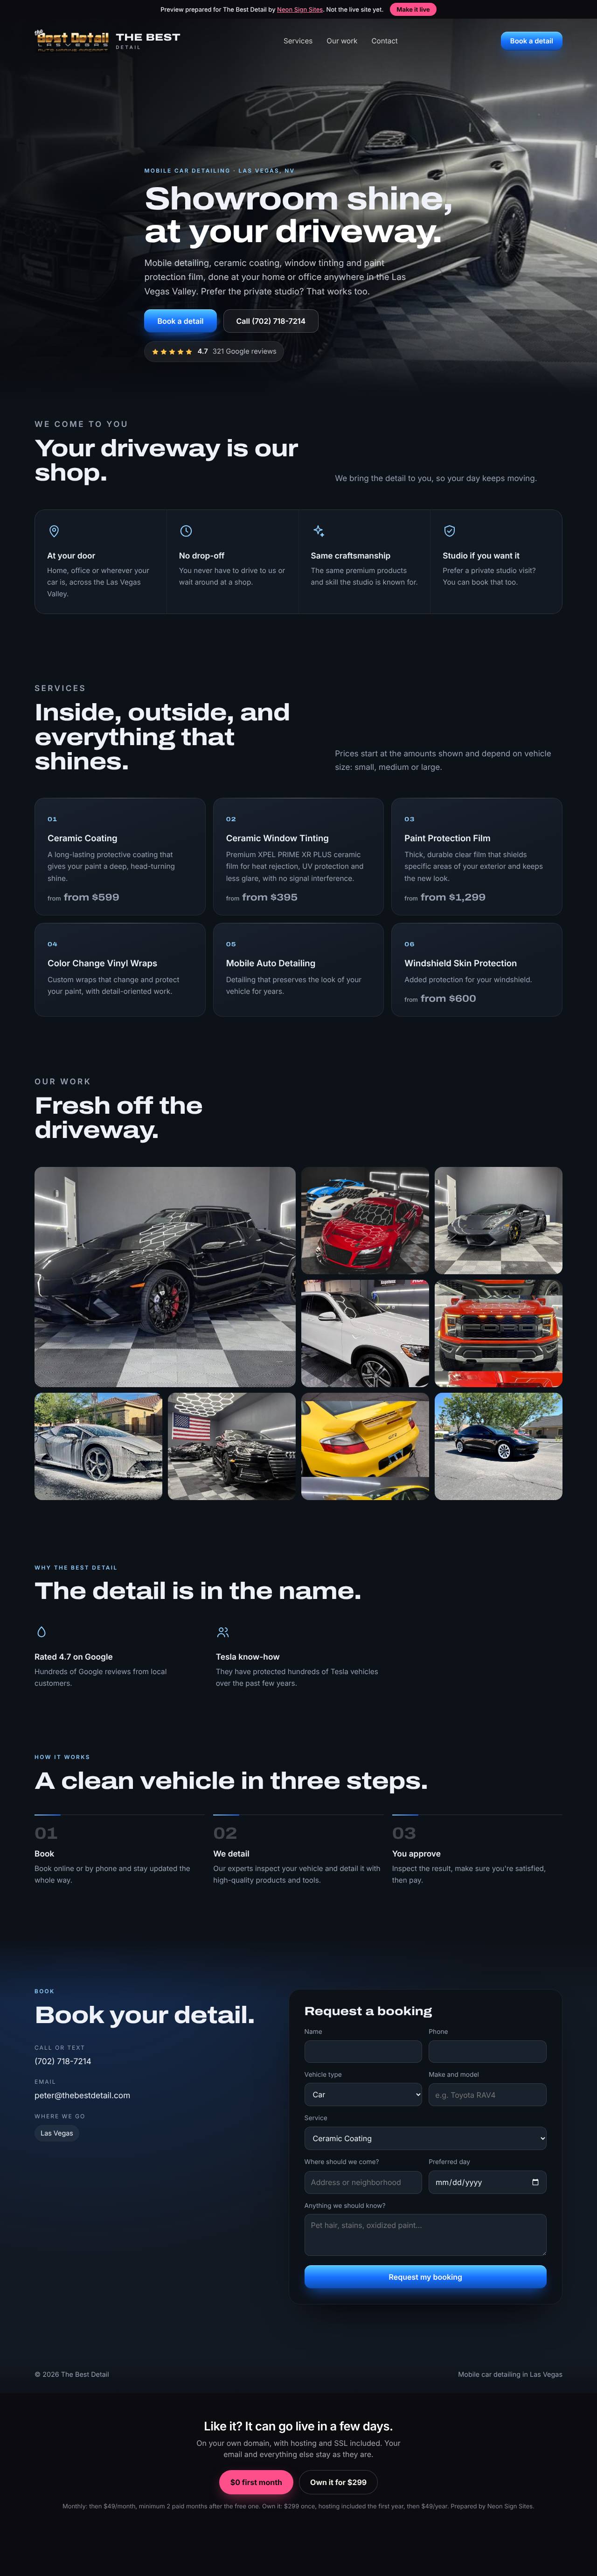 Preview prepared for The Best Detail by Neon Sign Sites. Not the live site yet.
Make it live
the
Best Detail
LAS VEGAS
THE BEST
DETAIL
Services
Our work
Contact
Book a detail
MOBILE CAR DETAILING · LAS VEGAS, NV
Showroom shine,
at your driveway.
Mobile detailing, ceramic coating, window tinting and paint
protection film, done at your home or office anywhere in the Las
Vegas Valley. Prefer the private studio? That works too.
Book a detail
Call (702) 718-7214
★★★★★ 4.7 321 Google reviews
WE COME TO YOU
Your driveway is our
shop.
We bring the detail to you, so your day keeps moving.
At your door
Home, office or wherever your
car is, across the Las Vegas
Valley.
No drop-off
You never have to drive to us or
wait around at a shop.
Same craftsmanship
The same premium products
and skill the studio is known for.
Studio if you want it
Prefer a private studio visit?
You can book that too.
SERVICES
Inside, outside, and
everything that
shines.
Prices start at the amounts shown and depend on vehicle
size: small, medium or large.
01
Ceramic Coating
A long-lasting protective coating that
gives your paint a deep, head-turning
shine.
from from $599
02
Ceramic Window Tinting
Premium XPEL PRIME XR PLUS ceramic
film for heat rejection, UV protection and
less glare, with no signal interference.
from from $395
03
Paint Protection Film
Thick, durable clear film that shields
specific areas of your exterior and keeps
the new look.
from from $1,299
04
Color Change Vinyl Wraps
Custom wraps that change and protect
your paint, with detail-oriented work.
05
Mobile Auto Detailing
Detailing that preserves the look of your
vehicle for years.
06
Windshield Skin Protection
Added protection for your windshield.
from from $600
OUR WORK
Fresh off the
driveway.
FORD
WHY THE BEST DETAIL
The detail is in the name.
Rated 4.7 on Google
Hundreds of Google reviews from local
customers.
Tesla know-how
They have protected hundreds of Tesla vehicles
over the past few years.
HOW IT WORKS
A clean vehicle in three steps.
01
Book
Book online or by phone and stay updated the
whole way.
02
We detail
Our experts inspect your vehicle and detail it with
high-quality products and tools.
03
You approve
Inspect the result, make sure you're satisfied,
then pay.
BOOK
Book your detail.
CALL OR TEXT
(702) 718-7214
EMAIL
peter@thebestdetail.com
WHERE WE GO
Las Vegas
Request a booking
Name
Phone
Vehicle type
Car
Make and model
e.g. Toyota RAV4
Service
Ceramic Coating
Where should we come?
Address or neighborhood
Preferred day
mm/dd/yyyy
Anything we should know?
Pet hair, stains, oxidized paint...
Request my booking
© 2026 The Best Detail
Mobile car detailing in Las Vegas
Like it? It can go live in a few days.
On your own domain, with hosting and SSL included. Your
email and everything else stay as they are.
$0 first month
Own it for $299
Monthly: then $49/month, minimum 2 paid months after the free one. Own it: $299 once, hosting included the first year, then $49/year. Prepared by Neon Sign Sites.